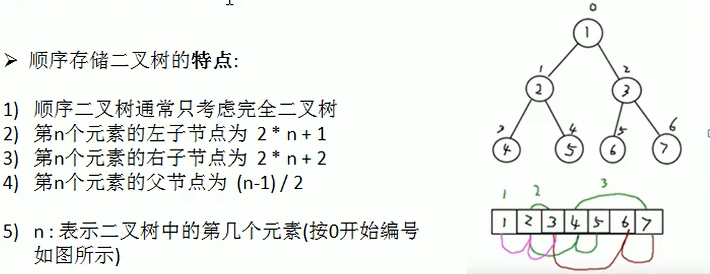 ➢ 顺序存储二叉树的特点:
1) 顺序二叉树通常只考虑完全二叉树
2) 第n个元素的左子节点为 2 * n + 1
3) 第n个元素的右子节点为 2 * n + 2
4) 第n个元素的父节点为 (n-1) / 2
5) n : 表示二叉树中的第几个元素(按0开始编号
如图所示)
0
1
1 2
2 3
4 5 6
4 5 6 7
1 2 3
1 2 3 4 5 6 7